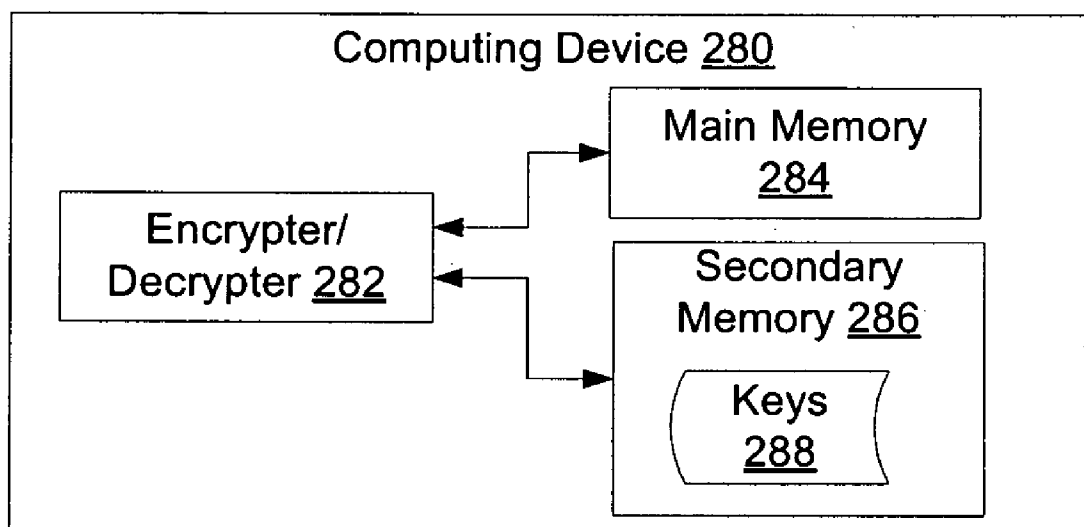 Computing Device 280
Main Memory
284
Encrypter/
Decrypter 282
Secondary
Memory 286
Keys
288